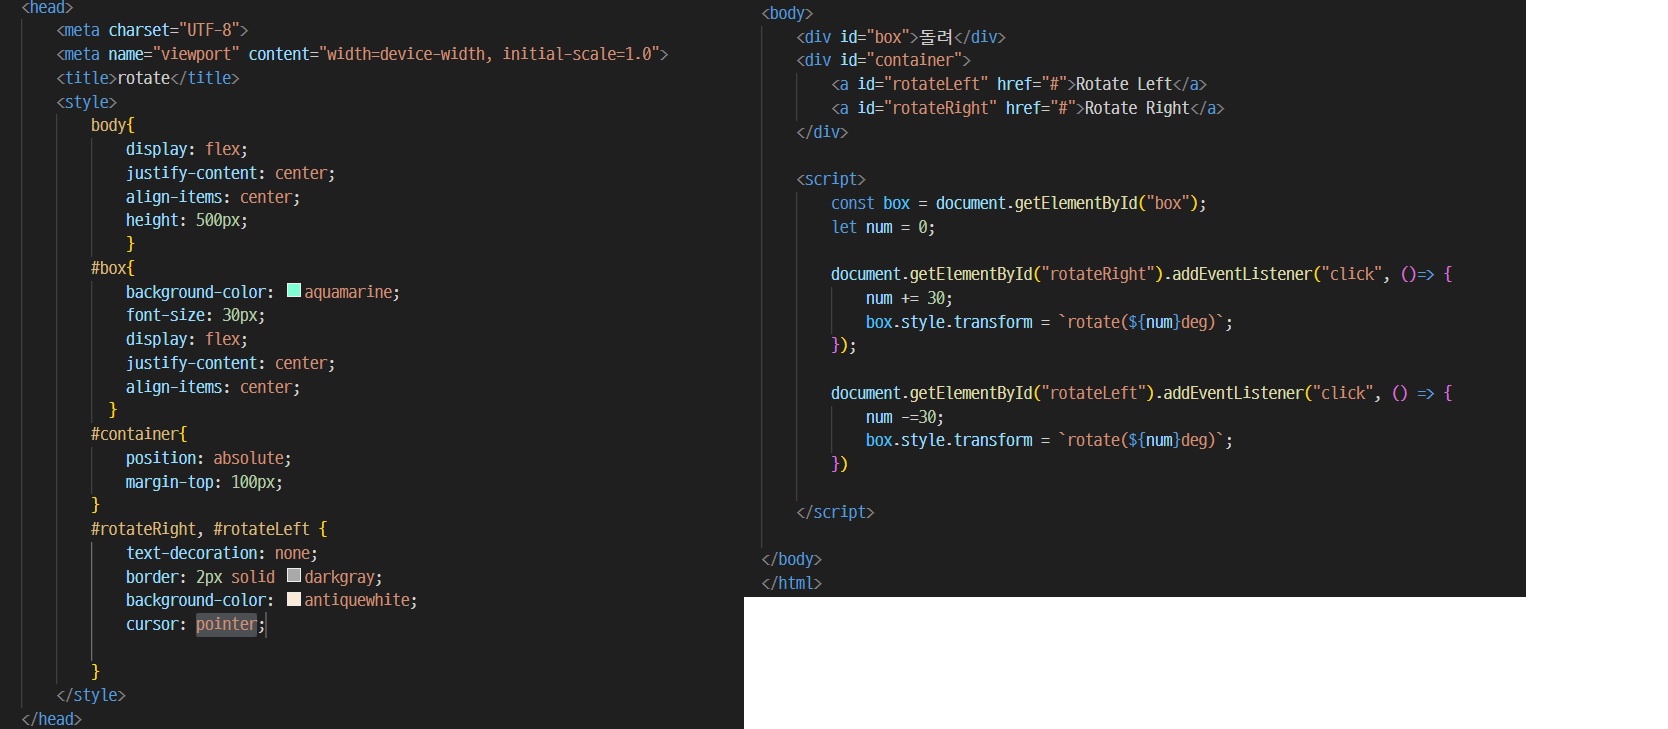 <head>
<meta charset="UTF-8">
<meta name="viewport" content="width=device-width, initial-scale=1.0">
<title>rotate</title>
<style>
body{
display: flex;
justify-content: center;
align-items: center;
height: 500px;
}
#box{
background-color: aquamarine;
font-size: 30px;
display: flex;
justify-content: center;
align-items: center;
}
#container{
position: absolute;
margin-top: 100px;
}
#rotateRight, #rotateLeft {
text-decoration: none;
border: 2px solid darkgray;
background-color: antiquewhite;
cursor: pointer;
}
</style>
</head>
<body>
<div id="box">돌려</div>
<div id="container">
<a id="rotateLeft" href="#">Rotate Left</a>
<a id="rotateRight" href="#">Rotate Right</a>
</div>
<script>
const box = document.getElementById("box");
let num = 0;
document.getElementById("rotateRight").addEventListener("click", ()=> {
num += 30;
box.style.transform = `rotate(${num}deg)`;
});
document.getElementById("rotateLeft").addEventListener("click", () => {
num -=30;
box.style.transform = `rotate(${num}deg)`;
})
</script>
</body>
</html>